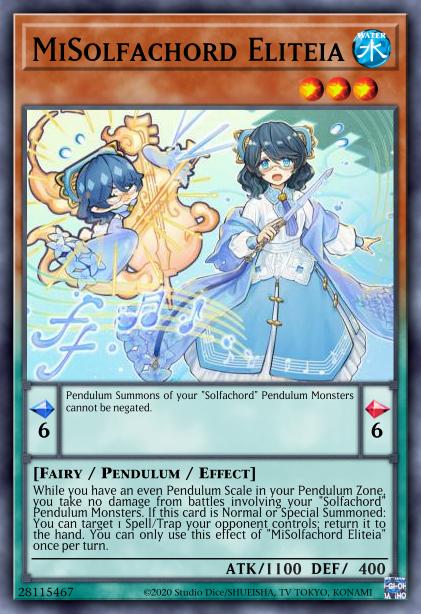 MiSolfachord Eliteia
WATER
水
ff
6
Pendulum Summons of your "Solfachord" Pendulum Monsters
cannot be negated.
6
[Fairy / Pendulum / Effect]
While you have an even Pendulum Scale in your Pendulum Zone,
you take no damage from battles involving your "Solfachord"
Pendulum Monsters. If this card is Normal or Special Summoned:
You can target 1 Spell/Trap your opponent controls; return it to
the hand. You can only use this effect of "MiSolfachord Eliteia"
once per turn.
ATK/1100 DEF/ 400
28115467
©2020 Studio Dice/SHUEISHA, TV TOKYO, KONAMI